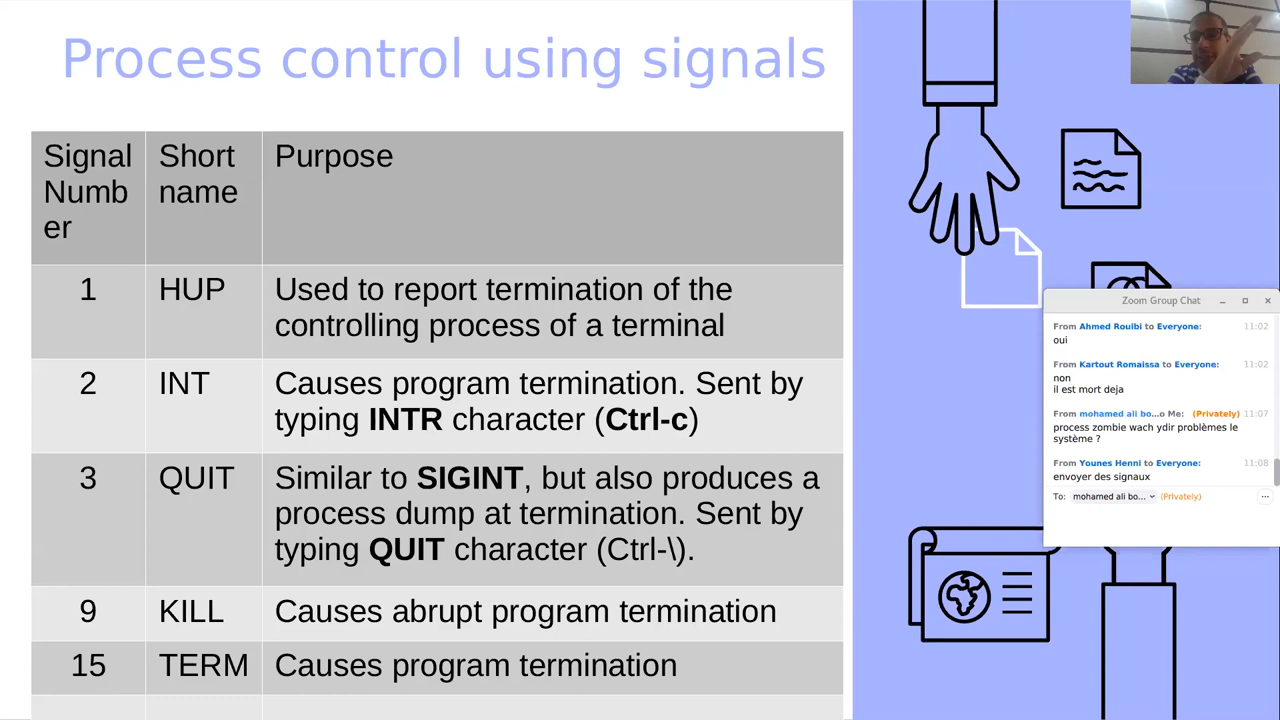 Process control using signals
Signal
Numb
er
Short
name
Purpose
1
HUP
Used to report termination of the
controlling process of a terminal
2
INT
Causes program termination. Sent by
typing INTR character (Ctrl-c)
3
QUIT
Similar to SIGINT, but also produces a
process dump at termination. Sent by
typing QUIT character (Ctrl-\).
9
KILL
Causes abrupt program termination
15
TERM
Causes program termination
Zoom Group Chat
From Ahmed Rouibi to Everyone: 11:02
oui
From Kartout Romaissa to Everyone: 11:02
non
il est mort deja
From mohamed ali bo...o Me: (Privately) 11:07
process zombie wach ydir problèmes le
système ?
From Younes Henni to Everyone: 11:08
envoyer des signaux
To: mohamed ali bo... (Privately) ...